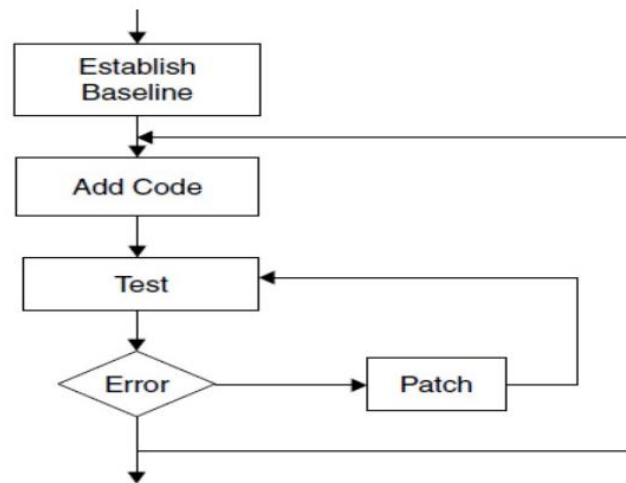 Establish
Baseline
Add Code
Test
Error
Patch